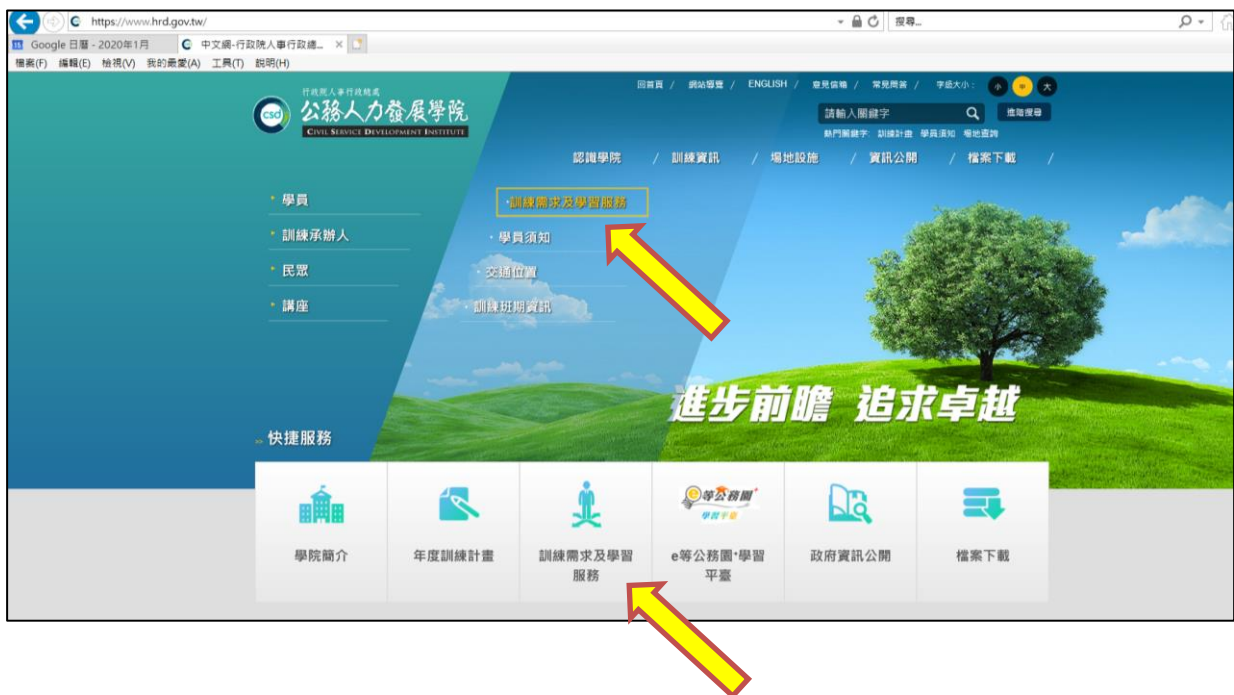 https://www.hrd.gov.tw/
搜尋...
11 Google 日曆 - 2020年1月
中文網-行政院人事行政總...
檔案(F) 編輯(E) 檢視(V) 我的最愛(A) 工具(T) 說明(H)
回首頁 / 網站導覽 / ENGLISH / 意見信箱 / 常見問答 / 字級大小: 小 中 大
行政院人事行政總處
csdi 公務人力發展學院
CIVIL SERVICE DEVELOPMENT INSTITUTE
請輸入關鍵字 進階搜尋
熱門關鍵字: 訓練計畫 學員須知 場地查詢
認識學院 / 訓練資訊 / 場地設施 / 資訊公開 / 檔案下載 /
學員
訓練承辦人
民眾
講座
·訓練需求及學習服務
·學員須知
·交通位置
·訓練班期資訊
進步前瞻 追求卓越
快捷服務
e等公務園+
學習平臺
學院簡介
年度訓練計畫
訓練需求及學習
服務
e等公務園+學習
平臺
政府資訊公開
檔案下載